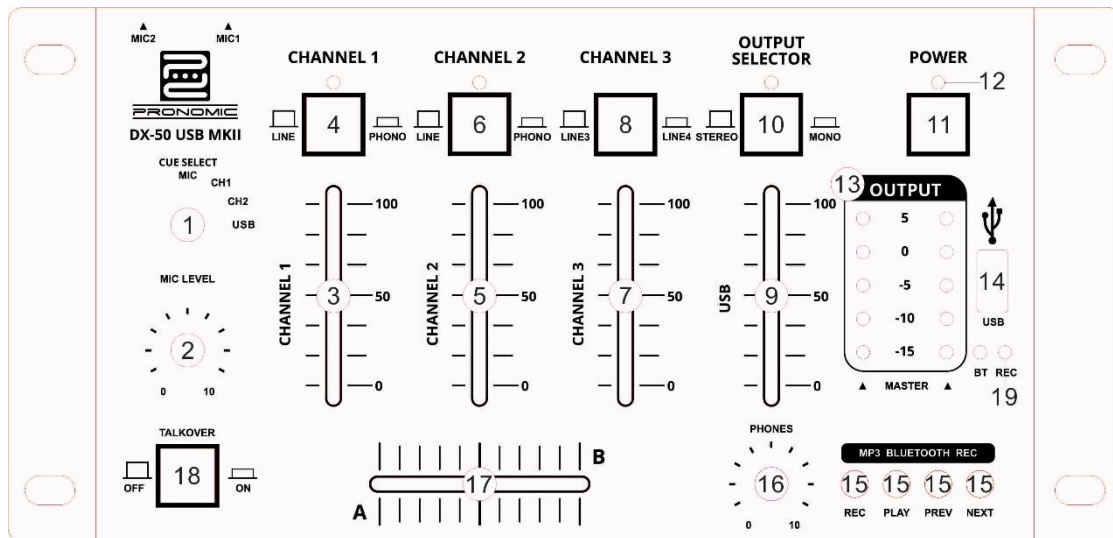 MIC2 MIC1
PRONOMIC
DX-50 USB MKII
CHANNEL 1 CHANNEL 2 CHANNEL 3 OUTPUT SELECTOR POWER
12
LINE 4 PHONO LINE 6 PHONO LINE3 8 LINE4 STEREO 10 MONO 11
CUE SELECT
MIC
CH1
CH2
1 USB
MIC LEVEL
2
0 10
CHANNEL 1
100
3 50
0
CHANNEL 2
100
5 50
0
CHANNEL 3
100
7 50
0
USB
100
9 50
0
13 OUTPUT
5
0
-5
-10
-15
▲ MASTER ▲
14
USB
BT REC
19
TALKOVER
OFF 18 ON
B
17
A
PHONES
16
0 10
MP3 BLUETOOTH REC
15 15 15 15
REC PLAY PREV NEXT